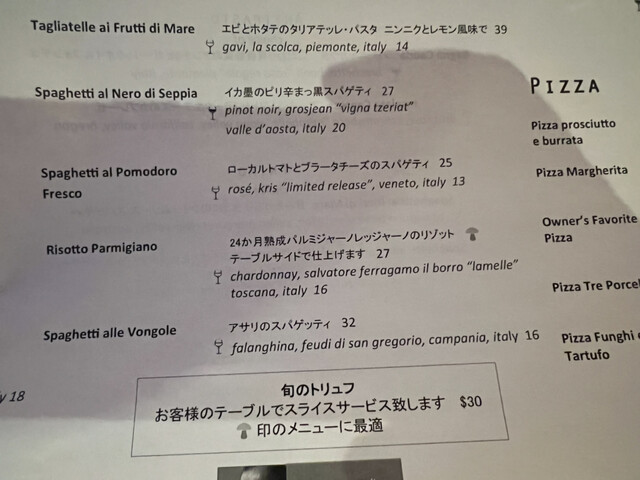 Tagliatelle ai Frutti di Mare エビとホタテのタリアテッレ・パスタ ニンニクとレモン風味で 39
gavi, la scolca, piemonte, italy 14
Spaghetti al Nero di Seppia イカ墨のピリ辛まっ黒スパゲティ 27
pinot noir, grosjean “vigna tzeriat”
valle d’aosta, italy 20
Spaghetti al Pomodoro ローカルトマトとブラータチーズのスパゲティ 25
Fresco rosé, kris “limited release”, veneto, italy 13
Risotto Parmigiano 24か月熟成パルミジャーノレッジャーノのリゾット
テーブルサイドで仕上げます 27
chardonnay, salvatore ferragamo il borro “lamelle”
toscana, italy 16
Spaghetti alle Vongole アサリのスパゲッティ 32
falanghina, feudi di san gregorio, campania, italy 16
y 18
旬のトリュフ
お客様のテーブルでスライスサービス致します $30
印のメニューに最適
PIZZA
Pizza prosciutto
e burrata
Pizza Margherita
Owner’s Favorite
Pizza
Pizza Tre Porcel
Pizza Funghi e
Tartufo